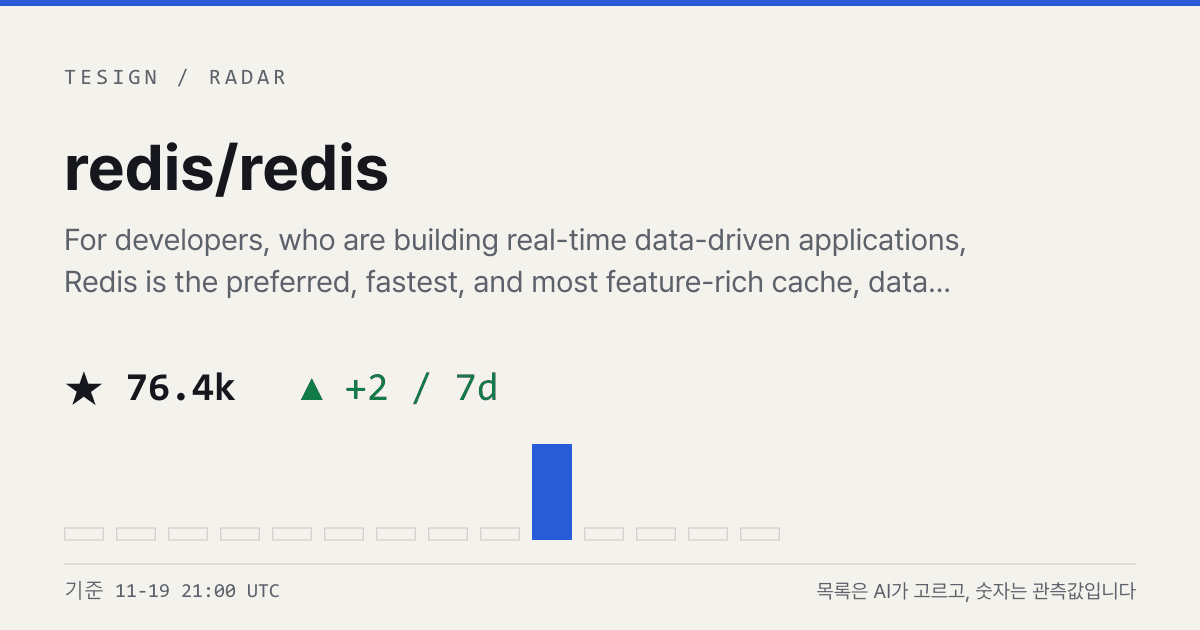 TESIGN / RADAR
redis/redis
For developers, who are building real-time data-driven applications,
Redis is the preferred, fastest, and most feature-rich cache, data…
★ 76.4k ▲ +2 / 7d
기준 11-19 21:00 UTC
목록은 AI가 고르고, 숫자는 관측값입니다